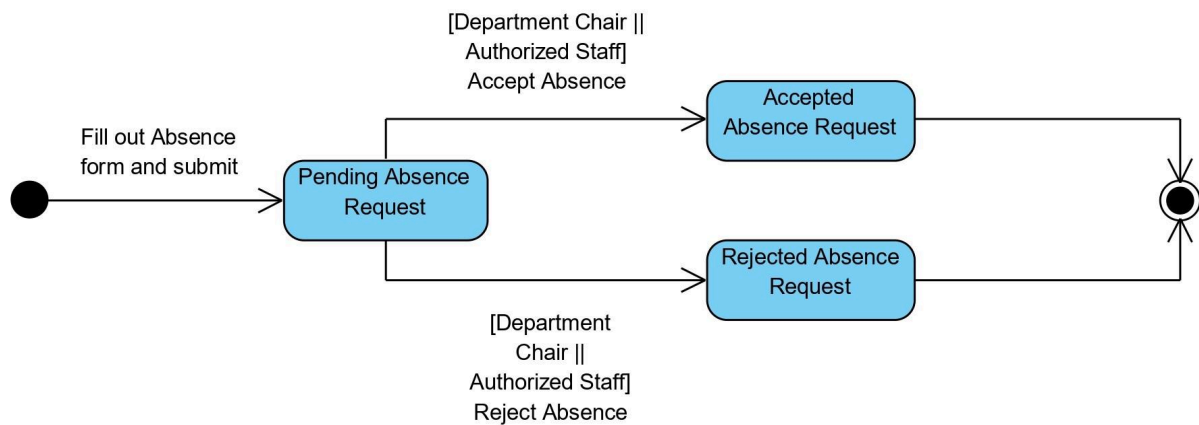 [Department Chair ||
Authorized Staff]
Accept Absence
Accepted
Absence Request
Fill out Absence
form and submit
Pending Absence
Request
Rejected Absence
Request
[Department
Chair ||
Authorized Staff]
Reject Absence